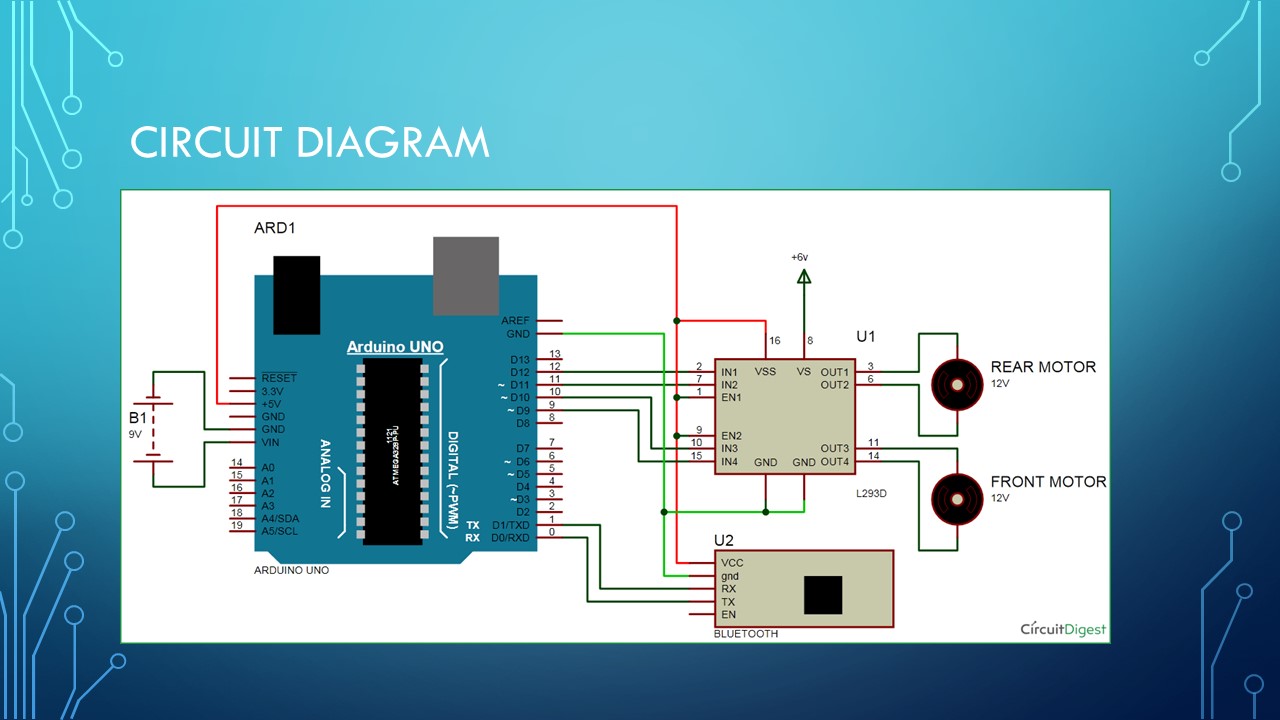 CIRCUIT DIAGRAM
ARD1
Arduino UNO
1121
ATMEGA328P-PU
ANALOG IN
DIGITAL (~PWM)
RESET
3.3V
+5V
GND
GND
VIN
14 A0
15 A1
16 A2
17 A3
18 A4/SDA
19 A5/SCL
AREF
GND
D13 13
D12 12
~ D11 11
~ D10 10
~ D9 9
D8 8
D7 7
~ D6 6
~ D5 5
D4 4
~ D3 3
D2 2
TX D1/TXD 1
RX D0/RXD 0
ARDUINO UNO
B1
9V
+6v
U1
16 8
VSS VS
2 IN1
7 IN2
1 EN1
9 EN2
10 IN3
15 IN4
OUT1 3
OUT2 6
OUT3 11
OUT4 14
GND GND
L293D
REAR MOTOR
12V
FRONT MOTOR
12V
U2
VCC
gnd
RX
TX
EN
BLUETOOTH
CircuitDigest